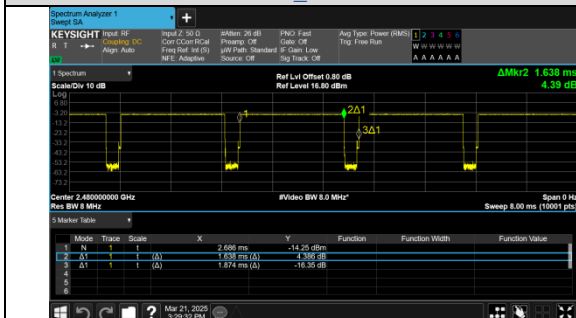 Spectrum Analyzer 1
Swept SA
+
KEYSIGHT Input: RF Input Z: 50 Ω #Atten: 26 dB PNO: Fast Avg Type: Power (RMS) 1 2 3 4 5 6
R T Coupling: DC Corr CCorr RCal Preamp: Off Gate: Off Trig: Free Run W W W W W W
Align: Auto Freq Ref: Int (S) µW Path: Standard IF Gain: Low A A A A A A
NFE: Adaptive Source: Off Sig Track: Off
1 Spectrum Ref Lvl Offset 0.80 dB ΔMkr2 1.638 ms
Scale/Div 10 dB Ref Level 16.80 dBm 4.39 dB
Log
6.80
-3.20
-13.2
-23.2
-33.2
-43.2
-53.2
-63.2
-73.2
1
2Δ1
3Δ1
Center 2.480000000 GHz #Video BW 8.0 MHz* Span 0 Hz
Res BW 8 MHz Sweep 8.00 ms (10001 pts)
5 Marker Table
Mode Trace Scale X Y Function Function Width Function Value
1 N 1 t 2.686 ms -14.25 dBm
2 Δ1 1 t (Δ) 1.638 ms (Δ) 4.386 dB
3 Δ1 1 t (Δ) 1.874 ms (Δ) -16.35 dB
4
5
6
? Mar 21, 2025
3:29:32 PM